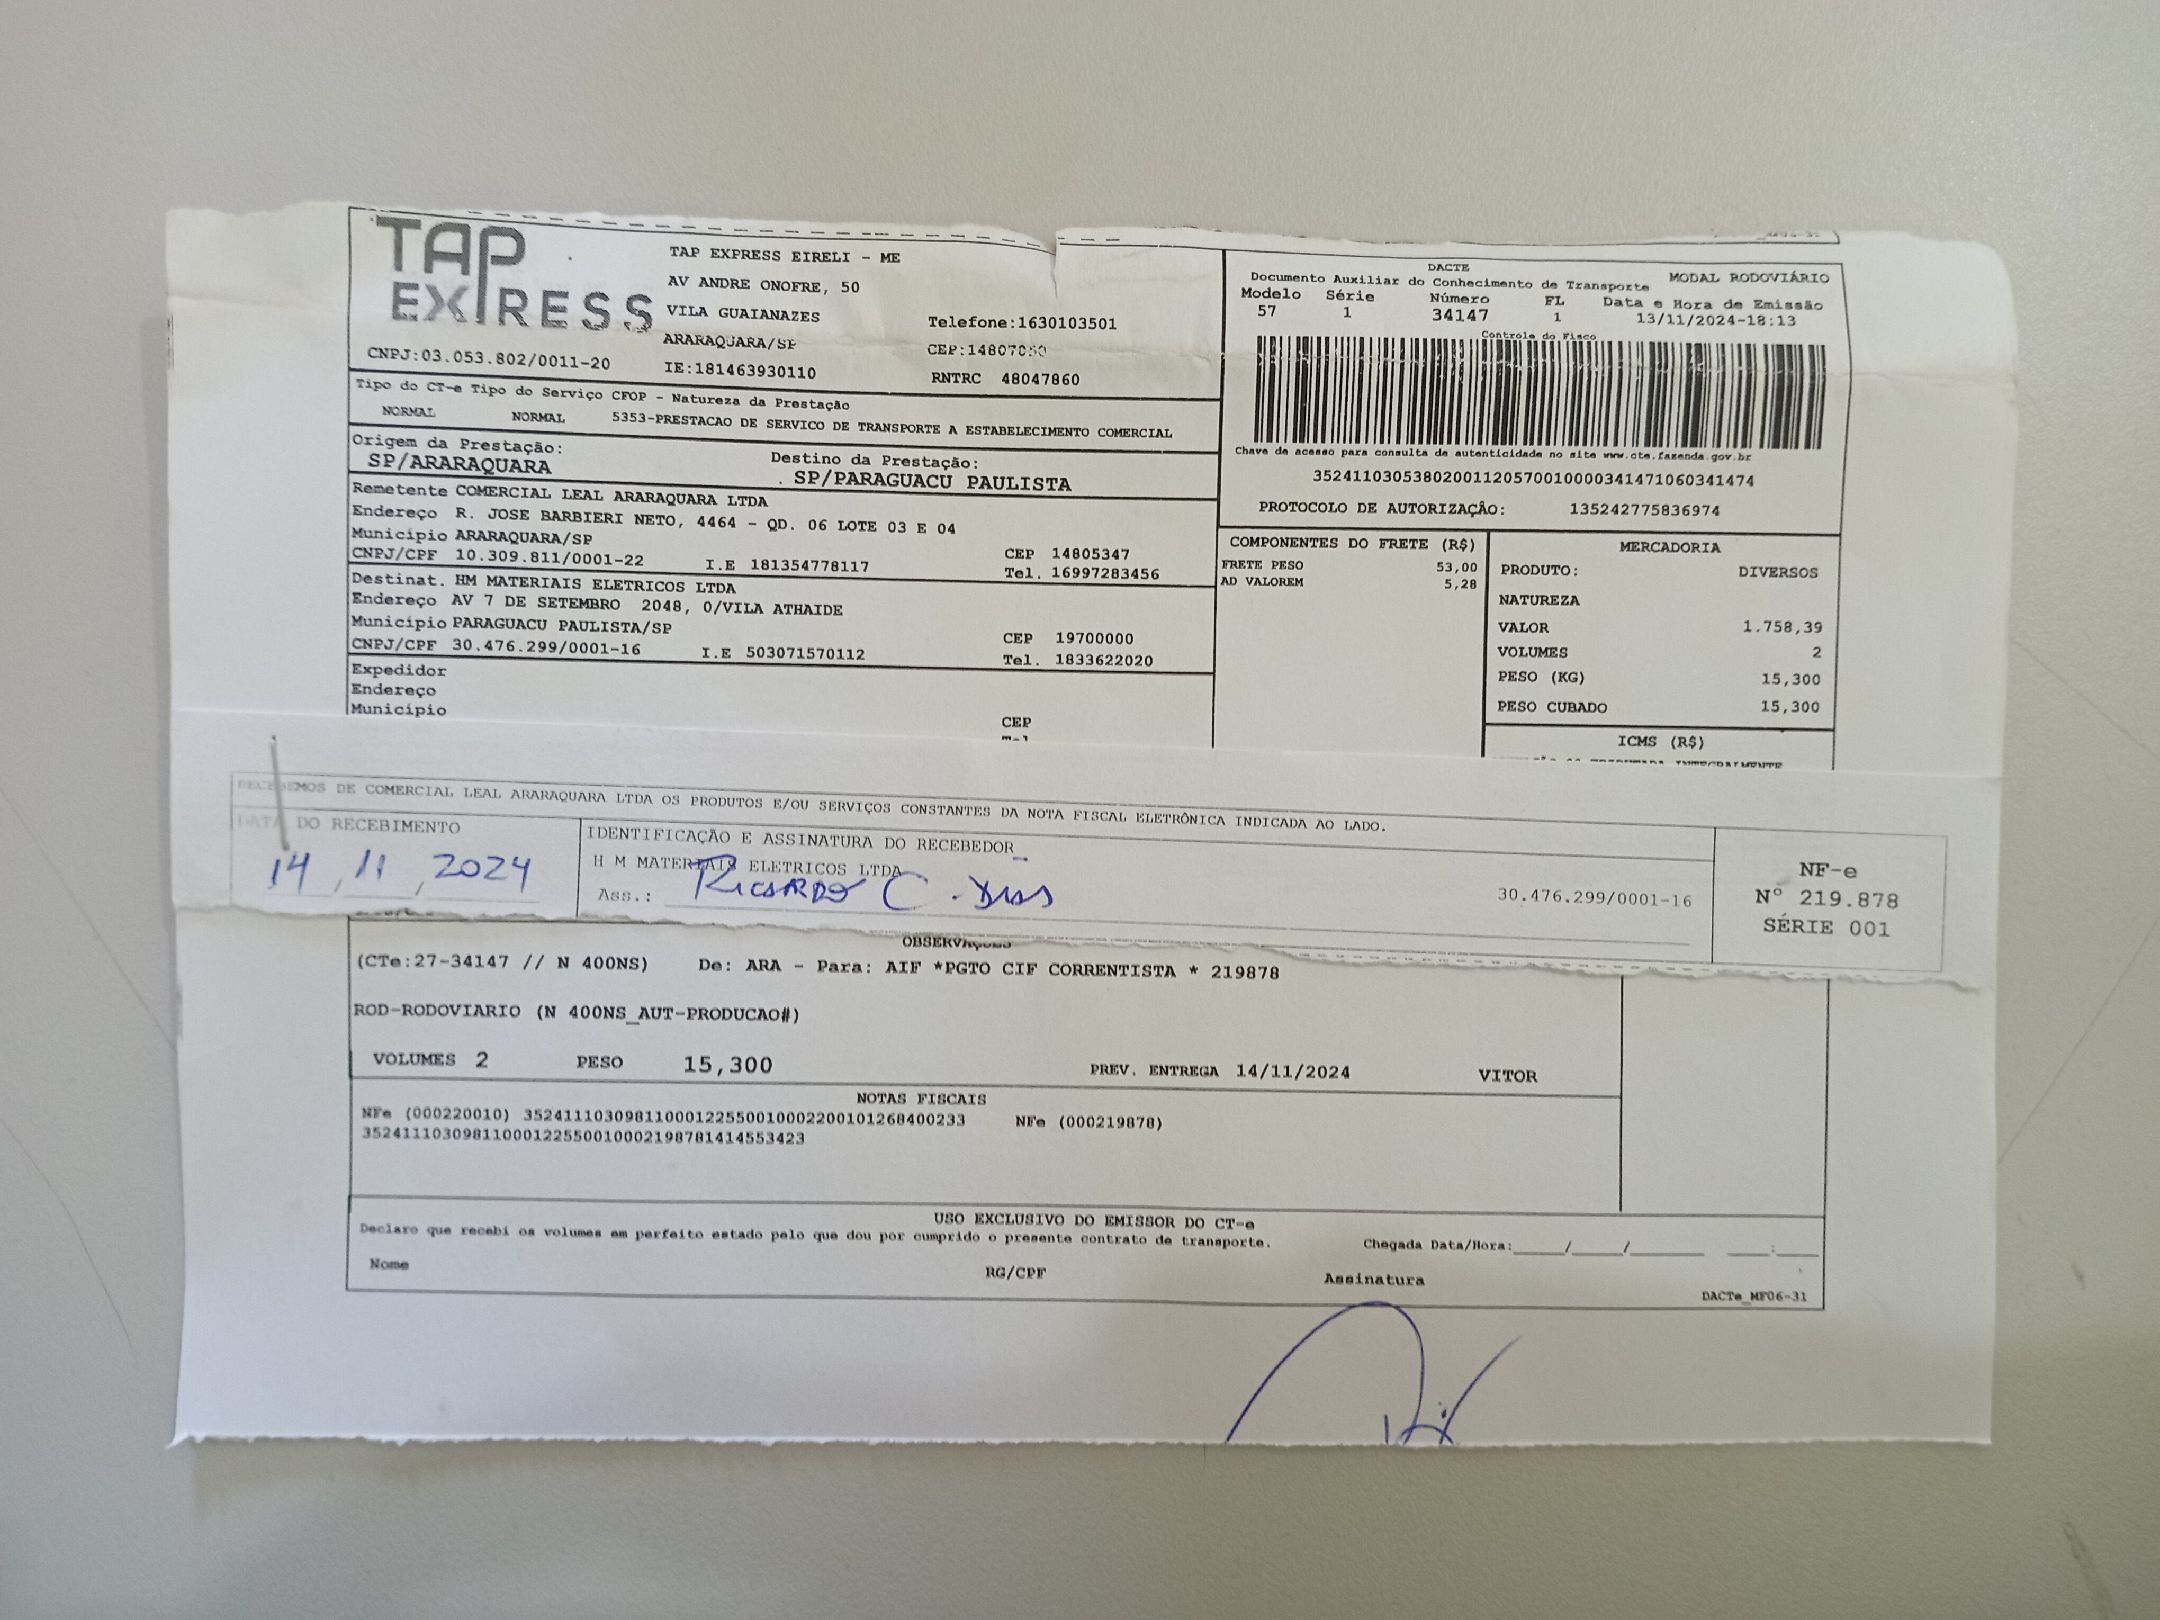 TAP
EXPRESS
TAP EXPRESS EIRELI - ME
AV ANDRE ONOFRE, 50
VILA GUAIANAZES
Telefone:1630103501
ARARAQUARA/SP
CNPJ:03.053.802/0011-20
IE:181463930110
RNTRC 48047860
DACTE
Documento Auxiliar do Conhecimento de Transporte
MODAL RODOVIÁRIO
Modelo Série Número FL Data e Hora de Emissão
57 1 34147 1 13/11/2024-18:13
Controle do Fisco
Chave de acesso para consulta de autenticidade no site www.cte.fazenda.gov.br
35241103053802001120570010000341471060341474
PROTOCOLO DE AUTORIZAÇÃO: 135242775836974
Tipo do CT-e Tipo do Serviço CFOP - Natureza da Prestação
NORMAL NORMAL 5353-PRESTACAO DE SERVICO DE TRANSPORTE A ESTABELECIMENTO COMERCIAL
Origem da Prestação:
SP/ARARAQUARA
Destino da Prestação:
SP/PARAGUACU PAULISTA
Remetente COMERCIAL LEAL ARARAQUARA LTDA
Endereço R. JOSE BARBIERI NETO, 4464 - QD. 06 LOTE 03 E 04
Município ARARAQUARA/SP
CEP 14805347
CNPJ/CPF 10.309.811/0001-22 I.E 181354778117 Tel. 16997283456
Destinat. HM MATERIAIS ELETRICOS LTDA
Endereço AV 7 DE SETEMBRO 2048, 0/VILA ATHAIDE
Município PARAGUACU PAULISTA/SP
CEP 19700000
CNPJ/CPF 30.476.299/0001-16 I.E 503071570112 Tel. 1833622020
Expedidor
Endereço
Município
CEP
COMPONENTES DO FRETE (R$)
FRETE PESO 53,00
AD VALOREM 5,28
MERCADORIA
PRODUTO: DIVERSOS
NATUREZA
VALOR 1.758,39
VOLUMES 2
PESO (KG) 15,300
PESO CUBADO 15,300
ICMS (R$)
RECEBEMOS DE COMERCIAL LEAL ARARAQUARA LTDA OS PRODUTOS E/OU SERVIÇOS CONSTANTES DA NOTA FISCAL ELETRÔNICA INDICADA AO LADO.
DATA DO RECEBIMENTO
14, 11, 2024
IDENTIFICAÇÃO E ASSINATURA DO RECEBEDOR
H M MATERIAIS ELETRICOS LTDA
Ass.: RICARDO C. DIAS
30.476.299/0001-16
NF-e
Nº 219.878
SÉRIE 001
OBSERVAÇÕES
(CTe:27-34147 // N 400NS) De: ARA - Para: AIF *PGTO CIF CORRENTISTA * 219878
ROD-RODOVIARIO (N 400NS_AUT-PRODUCAO#)
VOLUMES 2 PESO 15,300 PREV. ENTREGA 14/11/2024 VITOR
NOTAS FISCAIS
NFe (000220010) 35241110309811000122550010002200101268400233 NFe (000219878)
35241110309811000122550010002198781414553423
USO EXCLUSIVO DO EMISSOR DO CT-e
Declaro que recebi os volumes em perfeito estado pelo que dou por cumprido o presente contrato de transporte.
Chegada Data/Hora:_____/_____/_______ ____:____
Nome RG/CPF Assinatura
DACTe_MF06-31